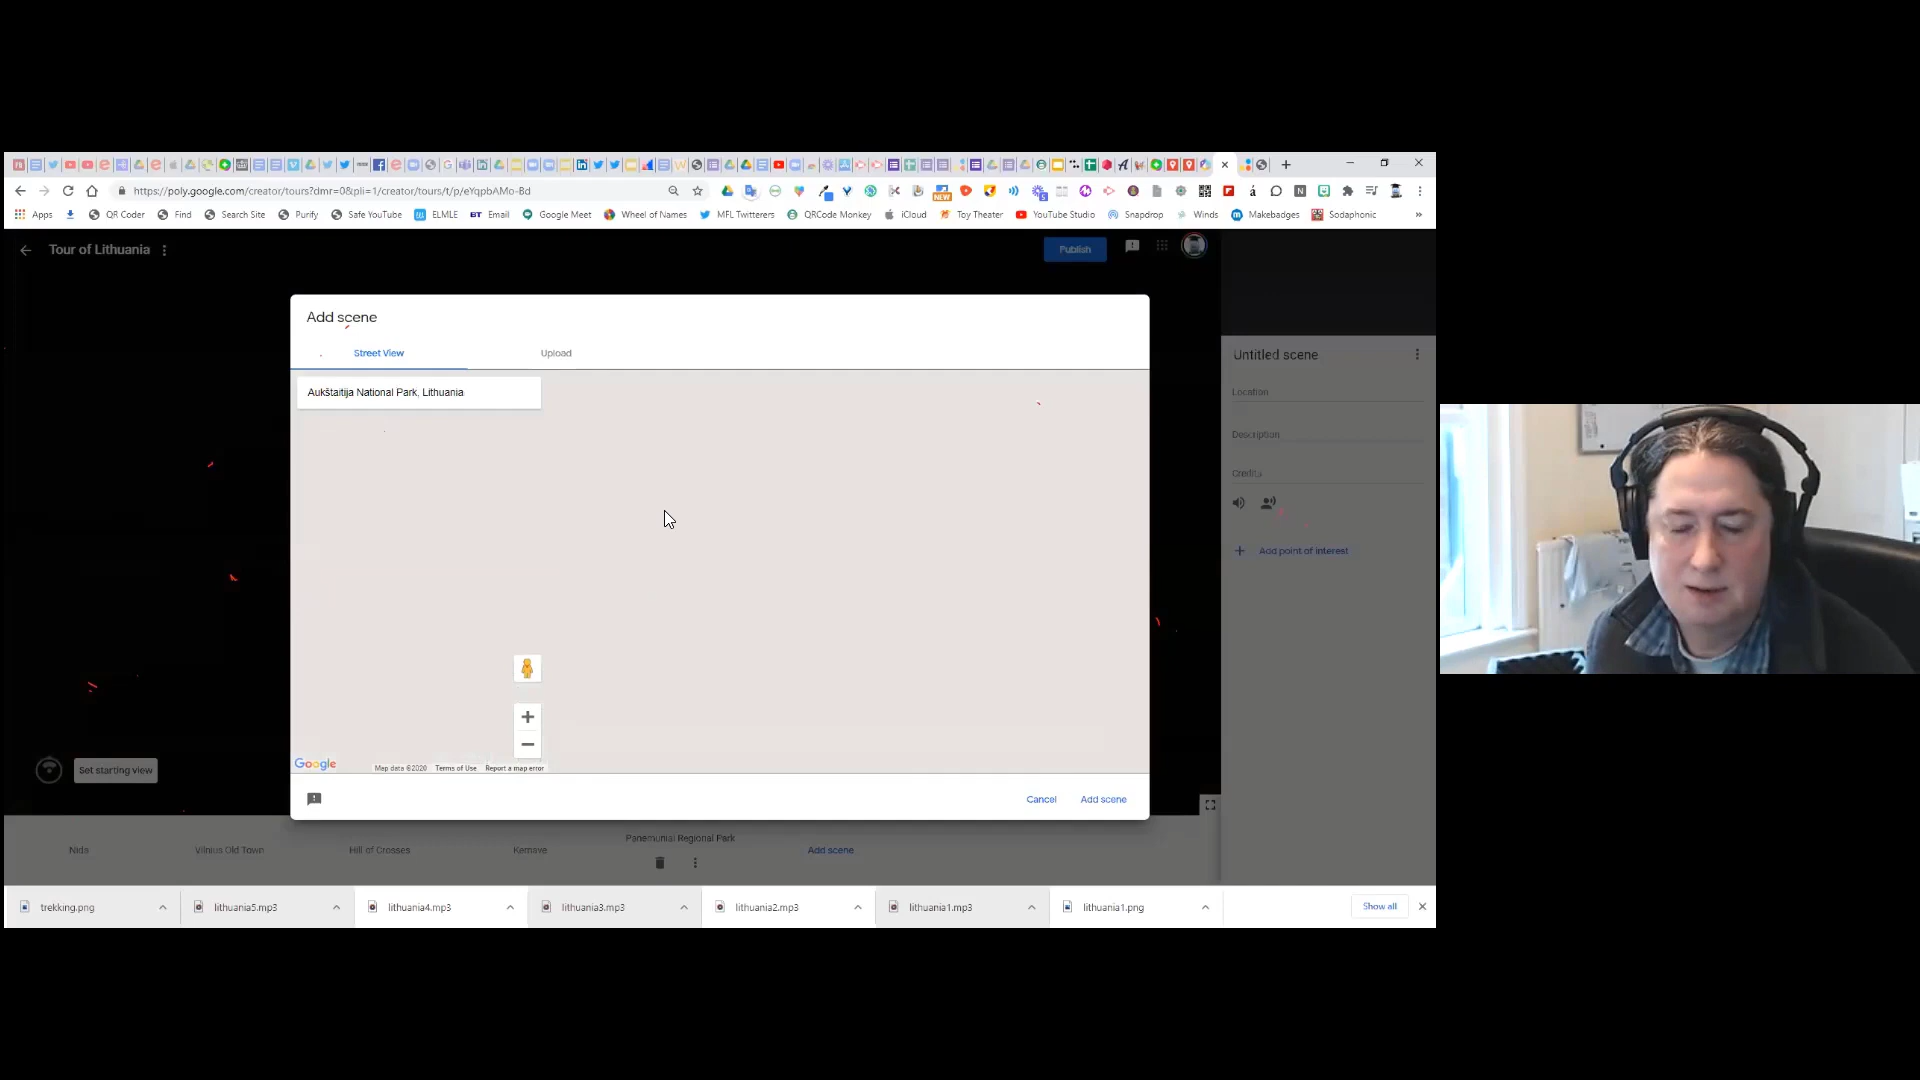 https://poly.google.com/creator/tours?dmr=0&pli=1/creator/tours/t/p/eYqpbAMo-Bd
NEW
Apps
QR Coder
Find
Search Site
Purify
Safe YouTube
ELMLE
BT Email
Google Meet
Wheel of Names
MFL Twitterers
QRCode Monkey
iCloud
Toy Theater
YouTube Studio
Snapdrop
Winds
Makebadges
Sodaphonic
Tour of Lithuania
Publish
Add scene
Street View
Upload
Aukštaitija National Park, Lithuania
Untitled scene
Location
Description
Credits
Add point of interest
Google
Map data ©2020
Terms of Use
Report a map error
Set starting view
Cancel
Add scene
Nida
Vilnius Old Town
Hill of Crosses
Kernave
Panemuniai Regional Park
Add scene
trekking.png
lithuania5.mp3
lithuania4.mp3
lithuania3.mp3
lithuania2.mp3
lithuania1.mp3
lithuania1.png
Show all